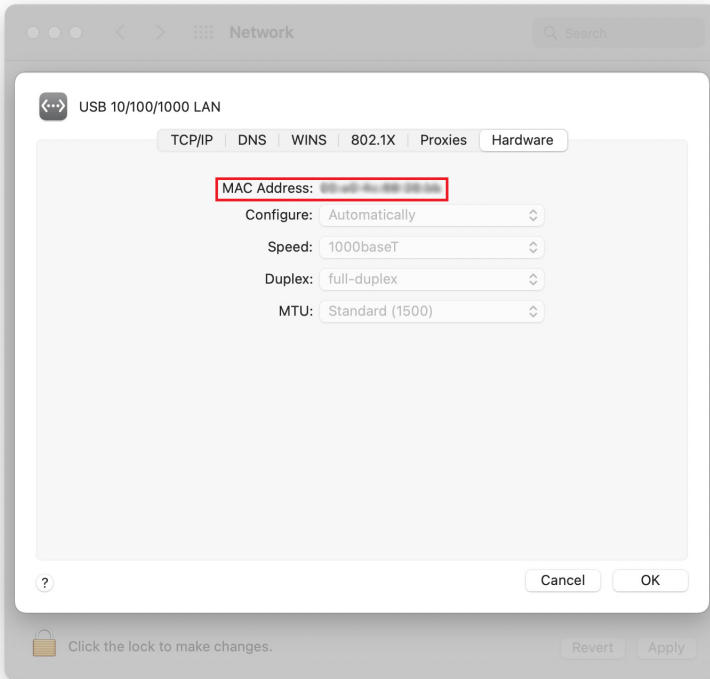 Network
Search
USB 10/100/1000 LAN
TCP/IP DNS WINS 802.1X Proxies Hardware
MAC Address:
Configure: Automatically
Speed: 1000baseT
Duplex: full-duplex
MTU: Standard (1500)
? Cancel OK
Click the lock to make changes. Revert Apply